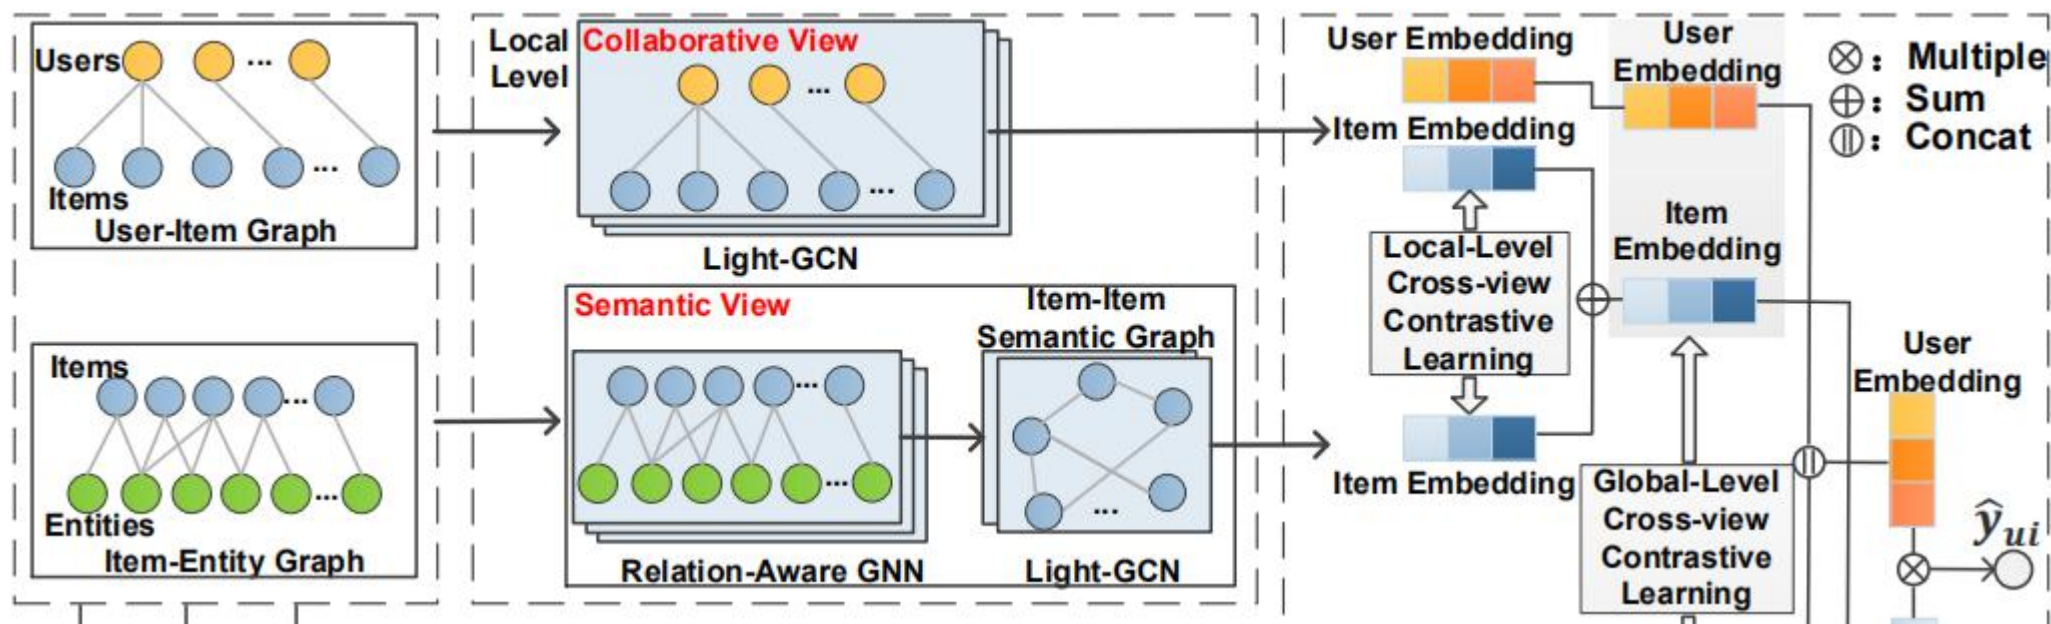 Users
...
...
Items
User-Item Graph
Items
...
...
Entities
Item-Entity Graph
Local
Level
Collaborative View
...
...
Light-GCN
Semantic View
...
...
Relation-Aware GNN
Item-Item
Semantic Graph
...
Light-GCN
User Embedding
Item Embedding
Local-Level
Cross-view
Contrastive
Learning
Item Embedding
User
Embedding
Item
Embedding
Global-Level
Cross-view
Contrastive
Learning
⊗: Multiple
⊕: Sum
||: Concat
⊕
||
User
Embedding
⊗
ŷui